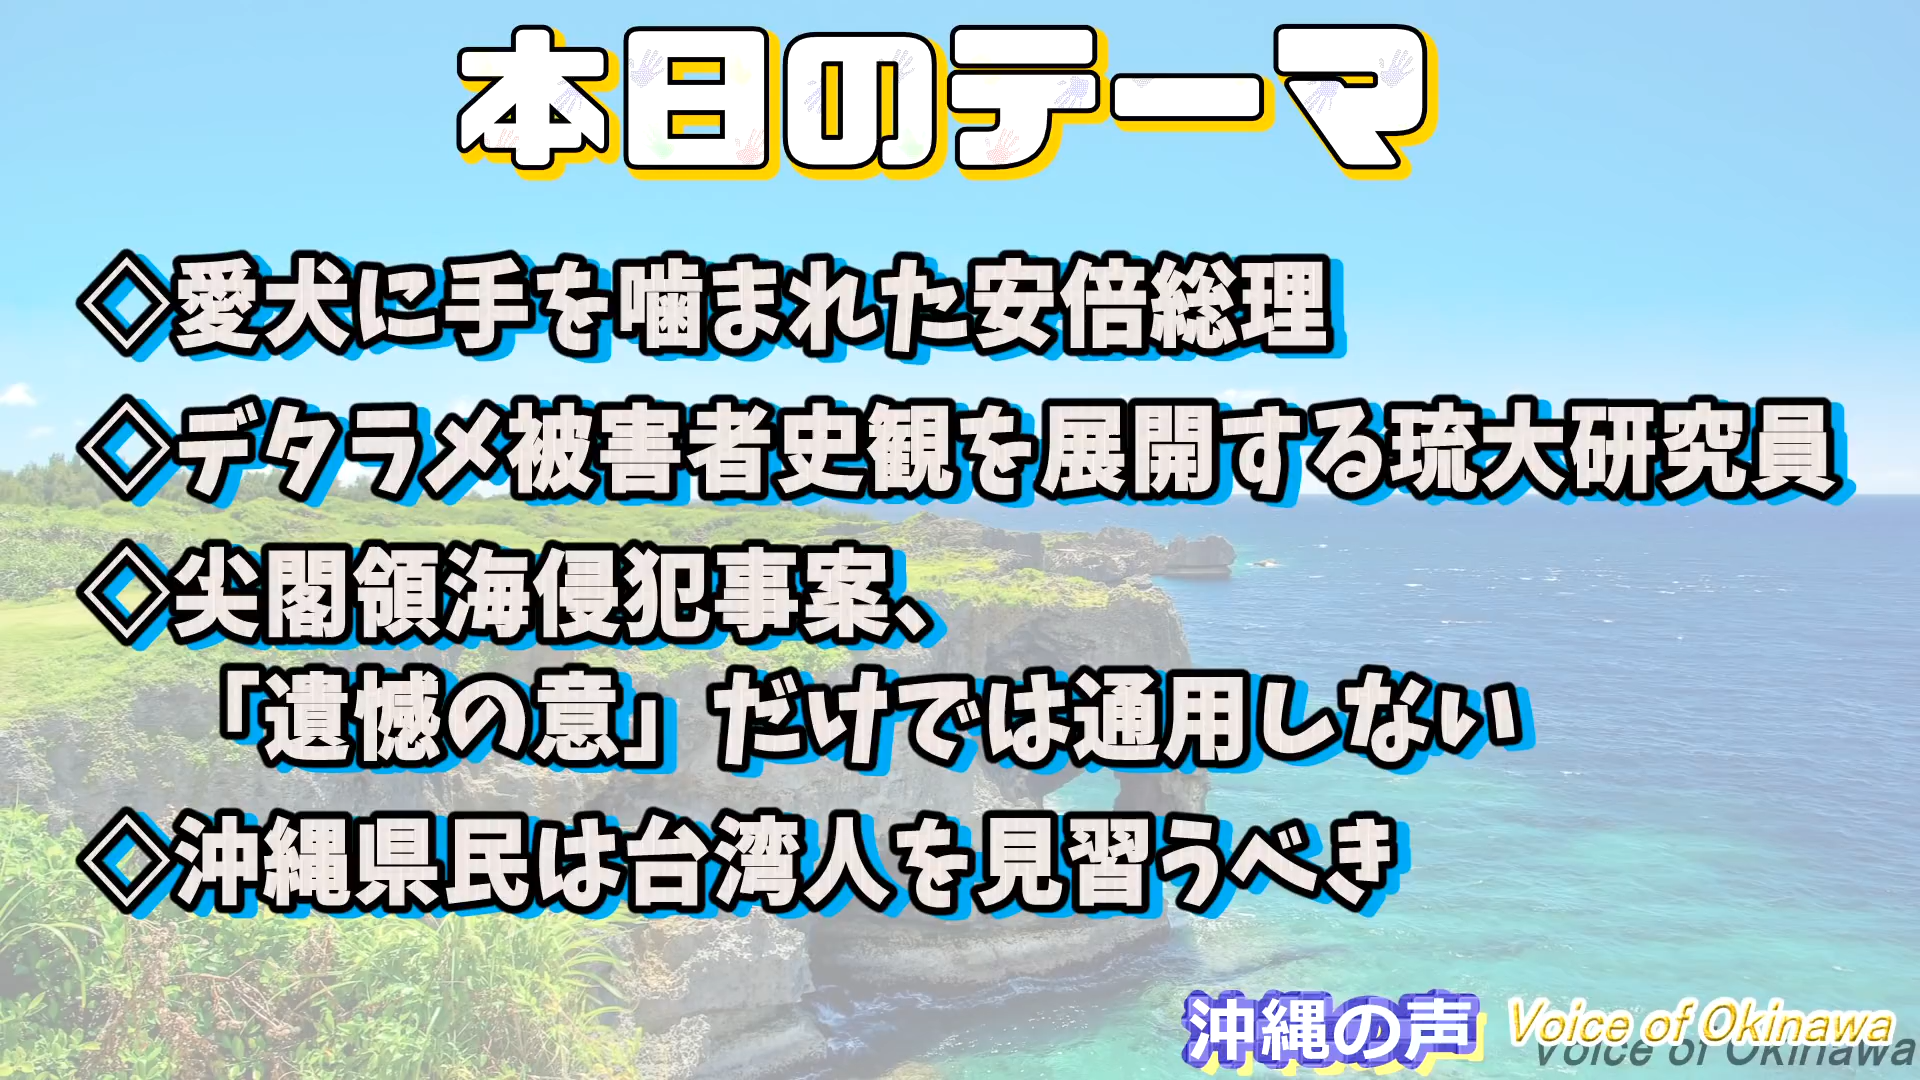 本日のテーマ
◇愛犬に手を噛まれた安倍総理
◇デタラメ被害者史観を展開する琉大研究員
◇尖閣領海侵犯事案、
「遺憾の意」だけでは通用しない
◇沖縄県民は台湾人を見習うべき
沖縄の声 Voice of Okinawa